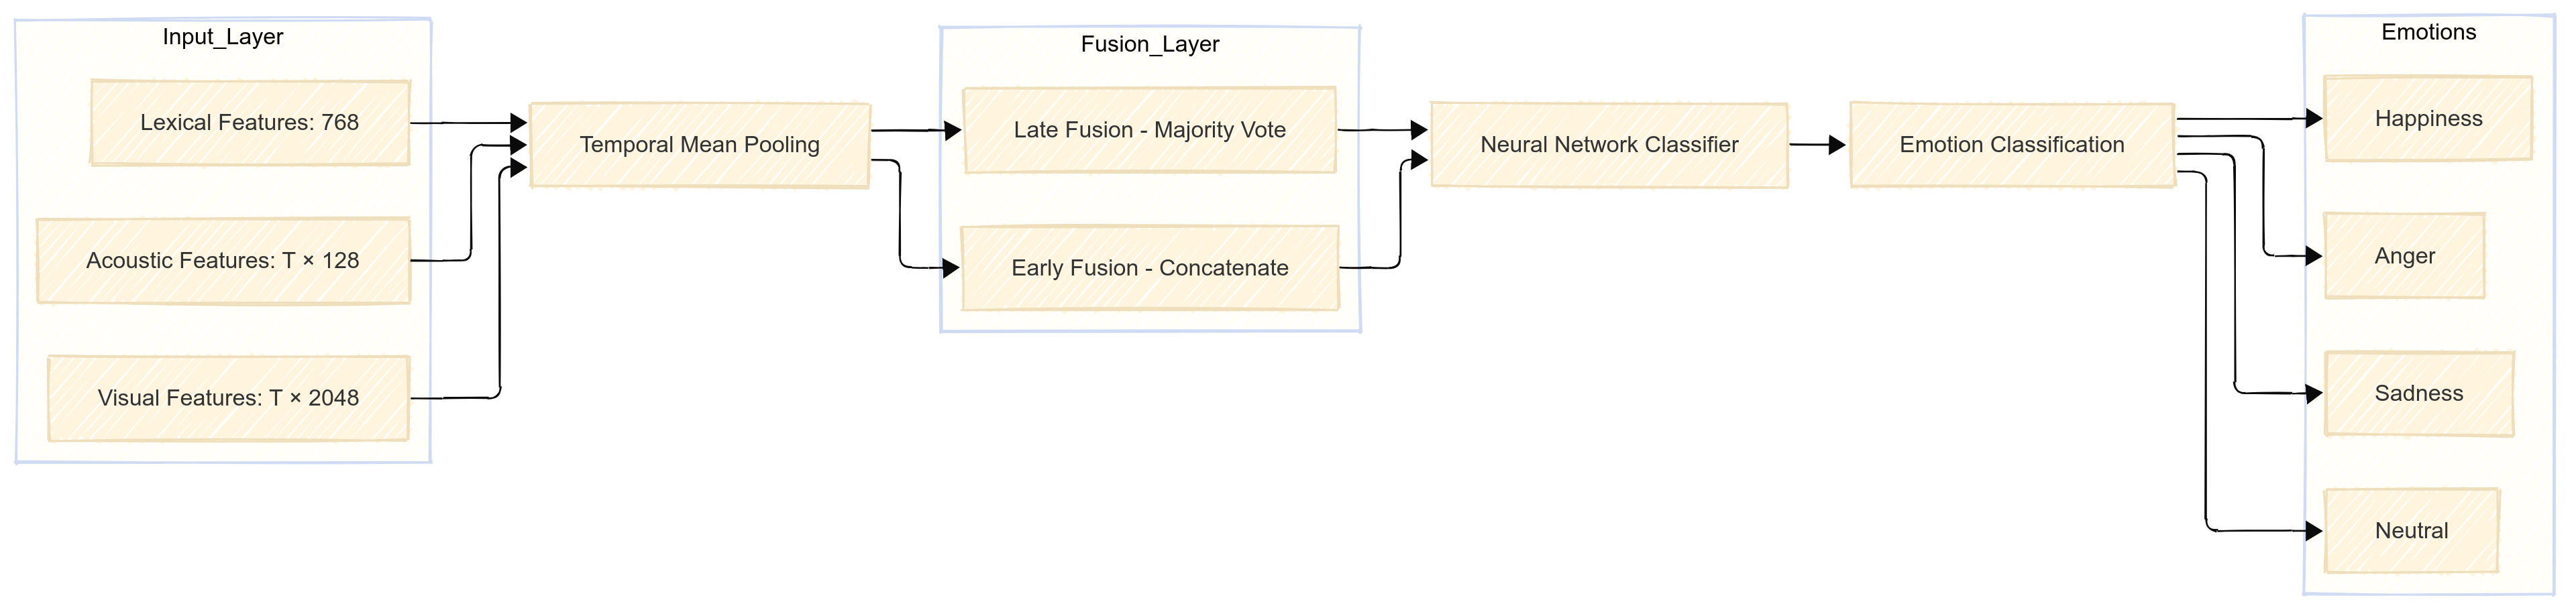 Input_Layer
Lexical Features: 768
Acoustic Features: T × 128
Visual Features: T × 2048
Temporal Mean Pooling
Fusion_Layer
Late Fusion - Majority Vote
Early Fusion - Concatenate
Neural Network Classifier
Emotion Classification
Emotions
Happiness
Anger
Sadness
Neutral